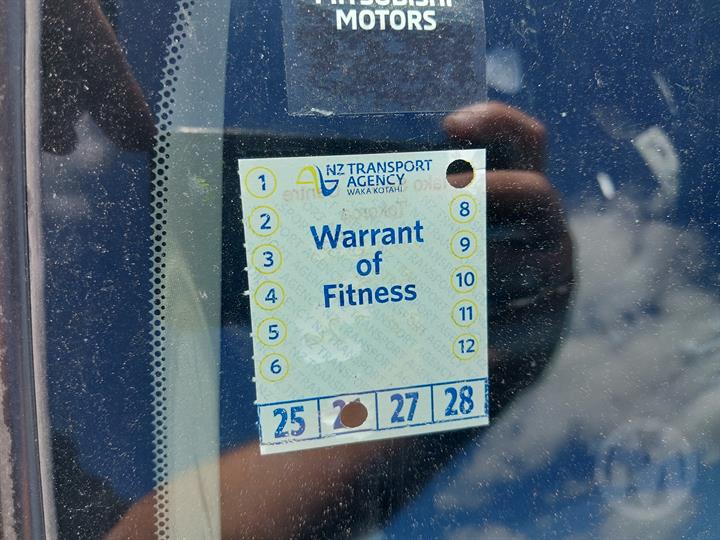 MITSUBISHI
MOTORS
NZ TRANSPORT
AGENCY
WAKA KOTAHI
1
2
3
4
5
6
8
9
10
11
12
Warrant
of
Fitness
25 27 28